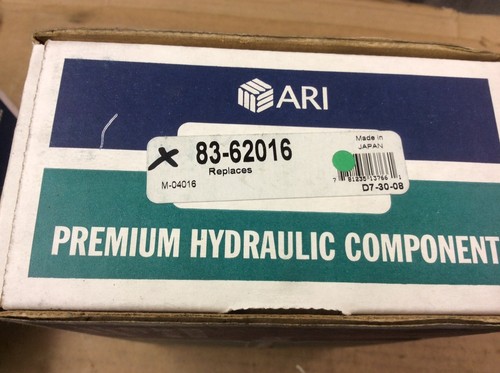 ARI
Made in
JAPAN
83-62016
Replaces
M-04016
D7-30-08
PREMIUM HYDRAULIC COMPONENT